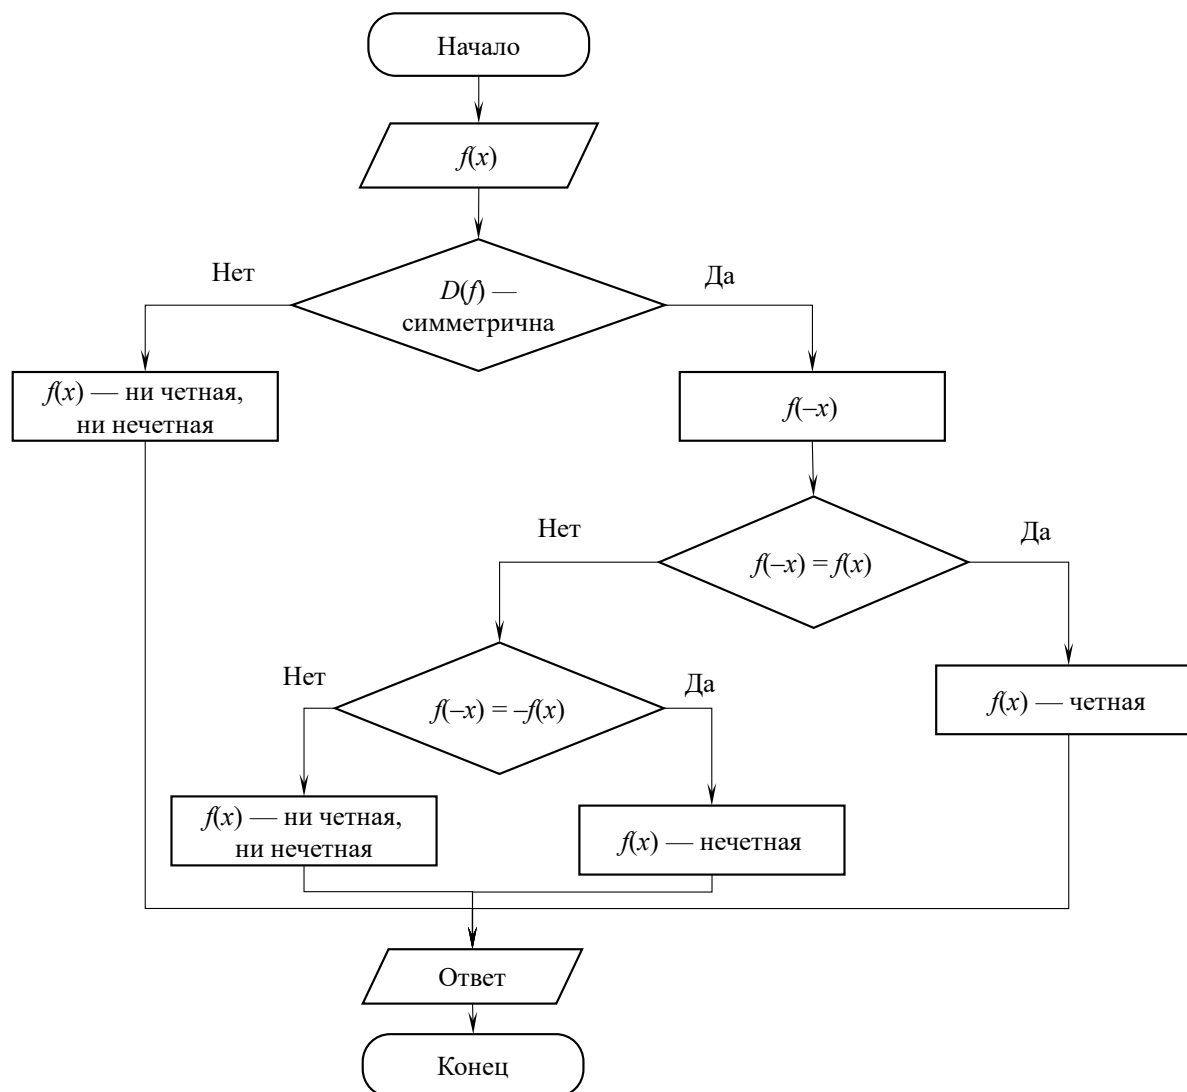 Начало
f(x)
Нет
Да
D(f) —
симметрична
f(x) — ни четная,
ни нечетная
f(–x)
Нет
Да
f(–x) = f(x)
Нет
Да
f(–x) = –f(x)
f(x) — четная
f(x) — ни четная,
ни нечетная
f(x) — нечетная
Ответ
Конец